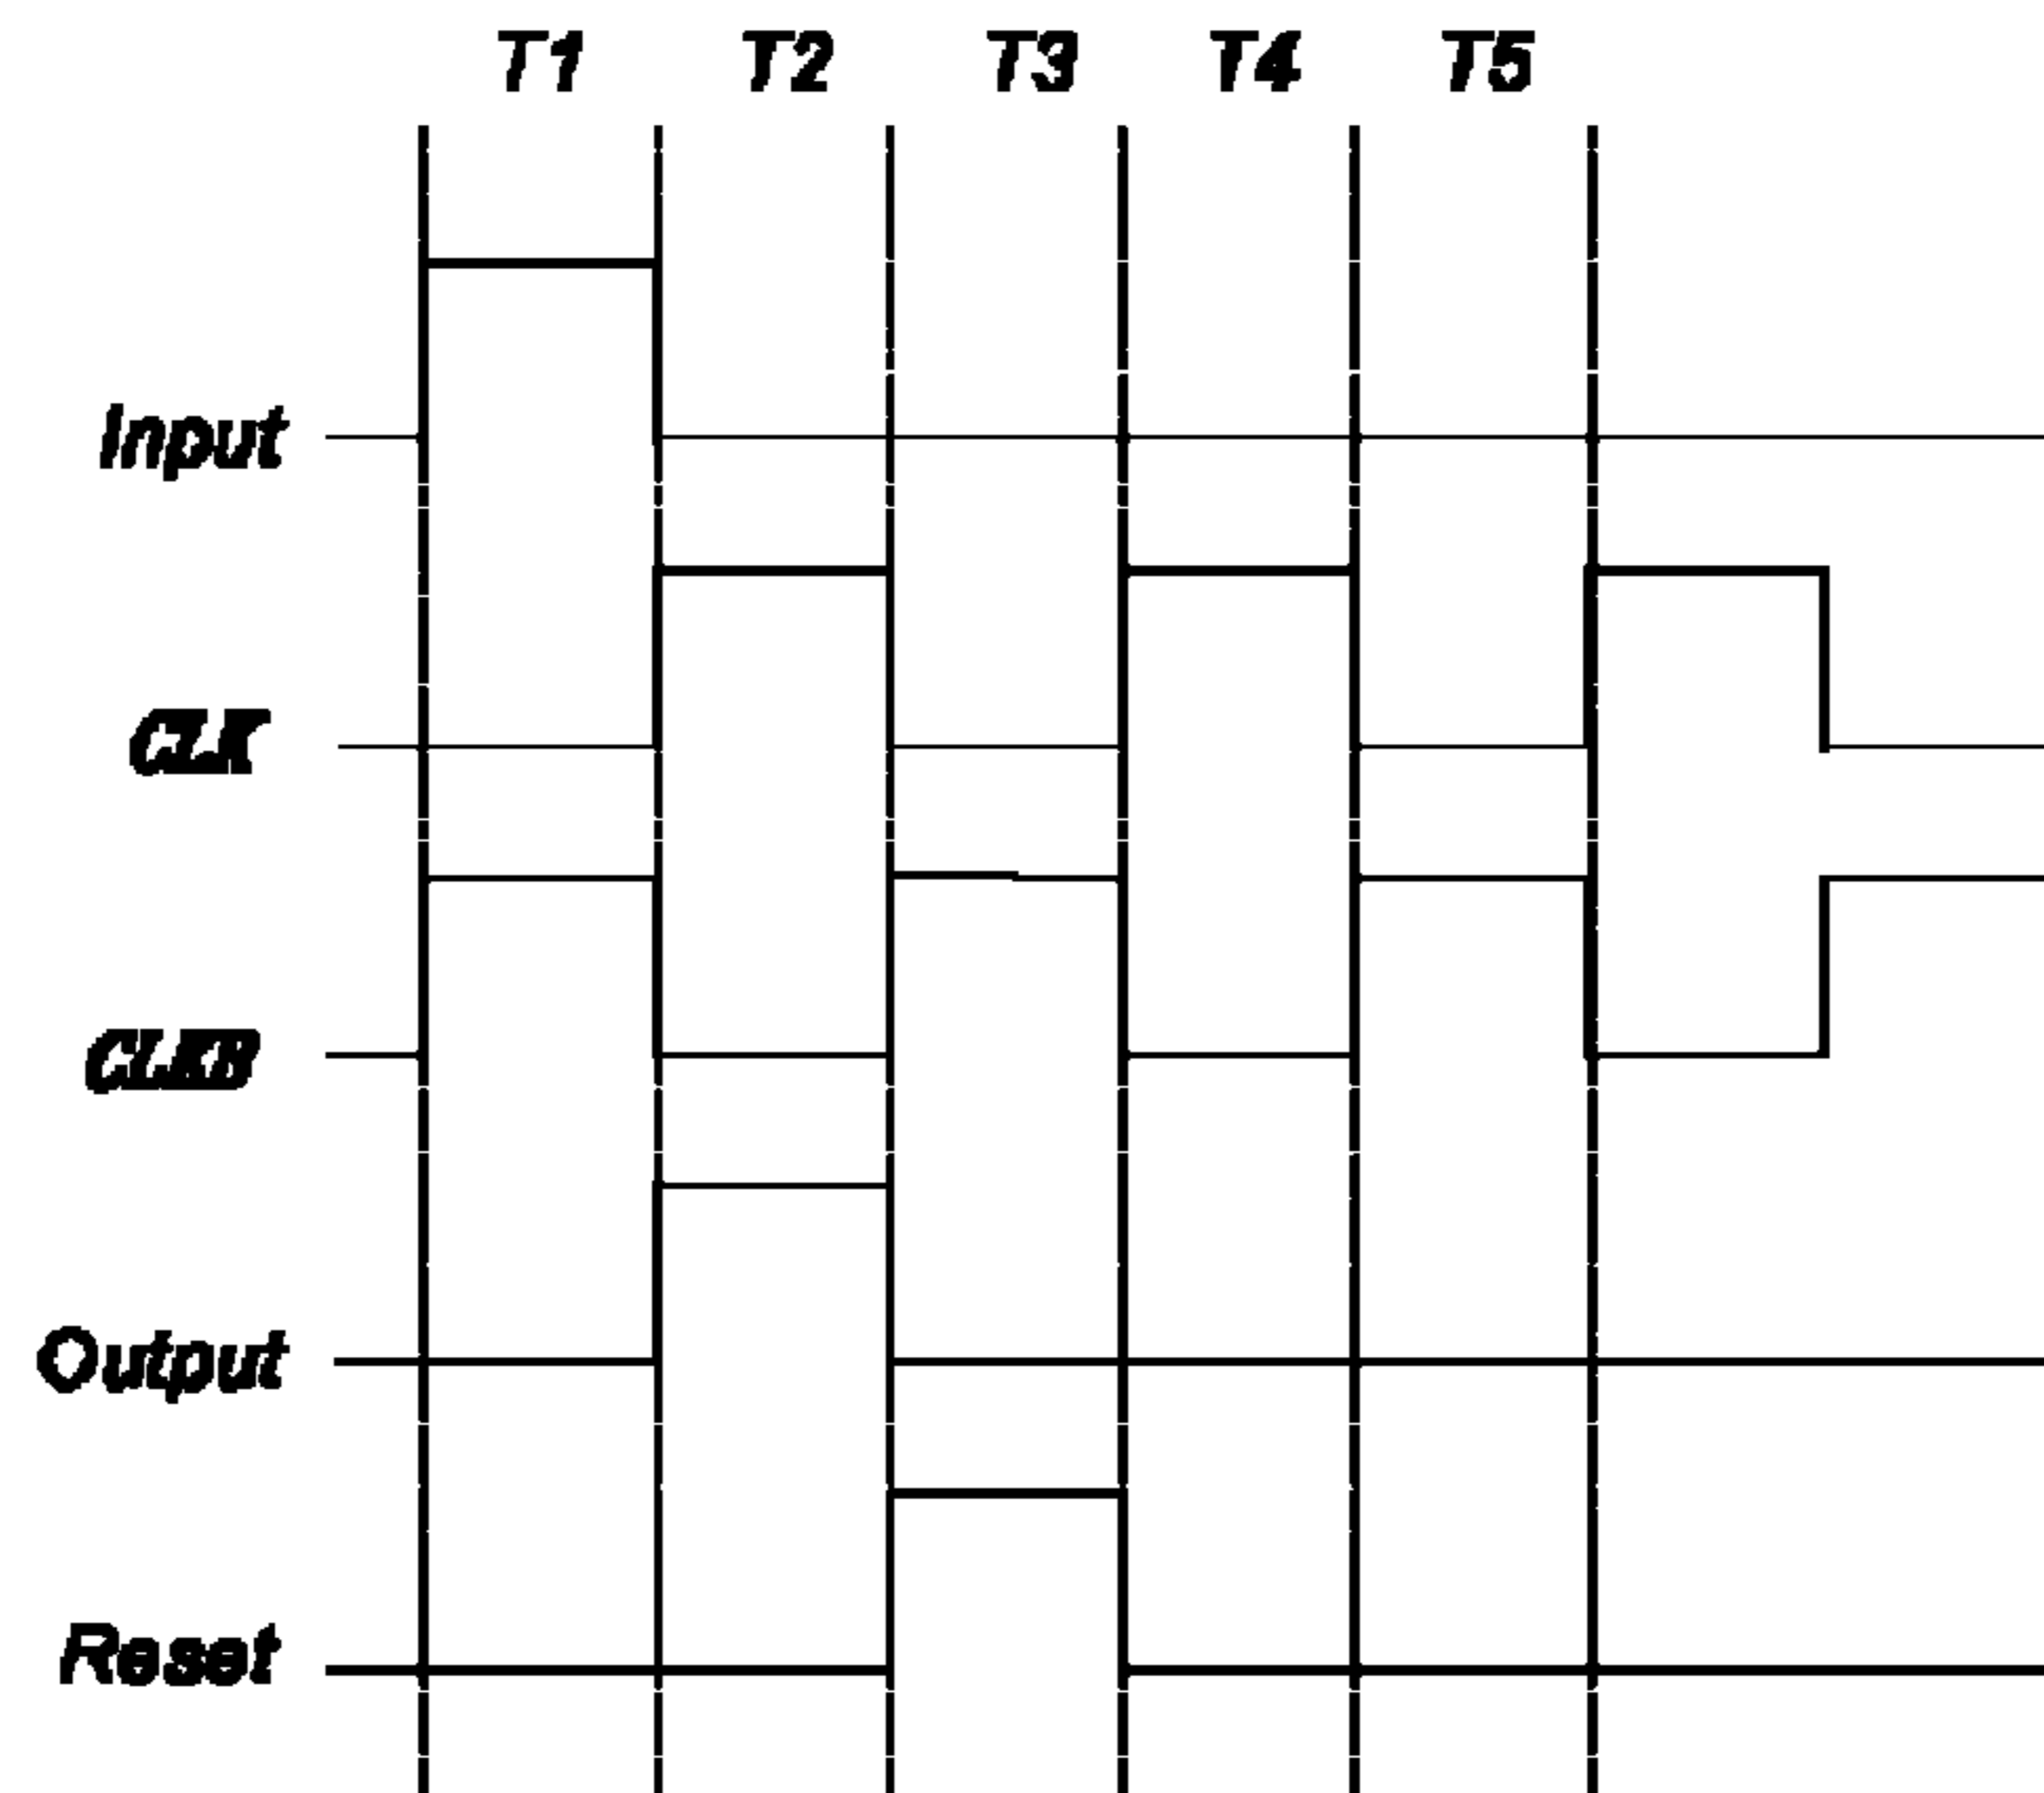 T1 T2 T3 T4 T5
Input
CLK
CLKB
Output
Reset